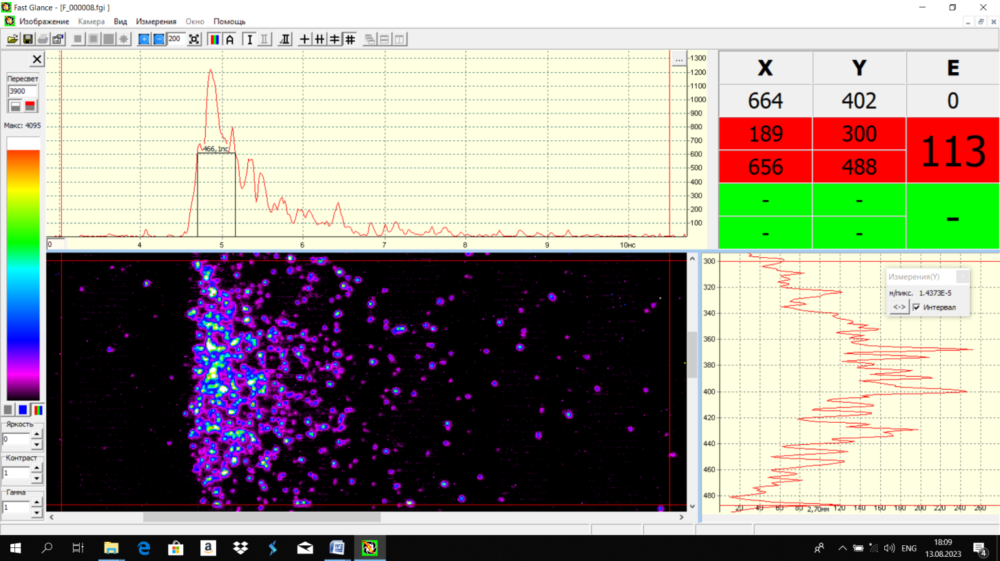 Fast Glance - [F_000008.fgi ]
Изображение Камера Вид Измерения Окно Помощь
200
Пересвет
3900
Макс: 4095
Яркость
0
Контраст
1
Гамма
1
1300
1200
1100
1000
900
800
700
600
500
400
300
200
100
466,1пс
0 4 5 6 7 8 9 10нс
...
X Y E
664 402 0
189 300 113
656 488
- - -
- -
300
320
340
360
380
400
420
440
460
480
Измерения(Y)
м/пикс. 1.4373E-5
<-> Интервал
20 40 60 80 2,70мм 120 140 160 180 200 220 240 260
ENG
18:09
13.08.2023
4